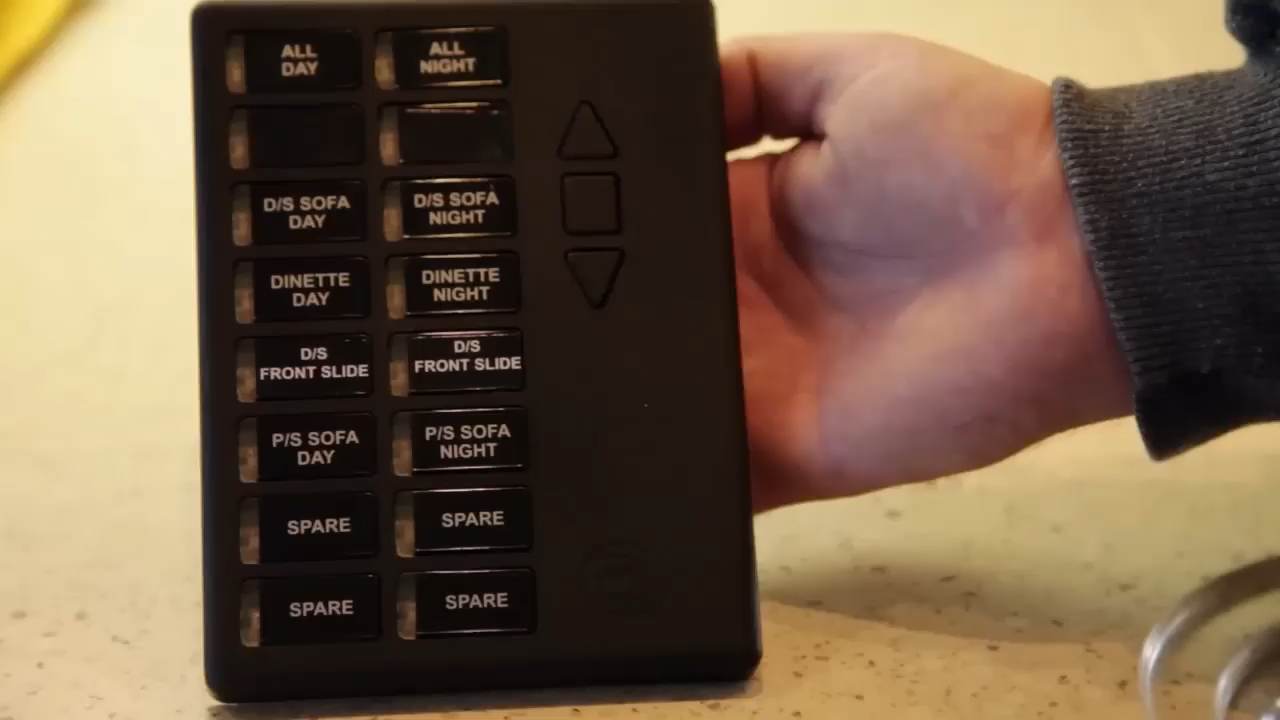 ALL
DAY
ALL
NIGHT
D/S SOFA
DAY
D/S SOFA
NIGHT
DINETTE
DAY
DINETTE
NIGHT
D/S
FRONT SLIDE
D/S
FRONT SLIDE
P/S SOFA
DAY
P/S SOFA
NIGHT
SPARE
SPARE
SPARE
SPARE